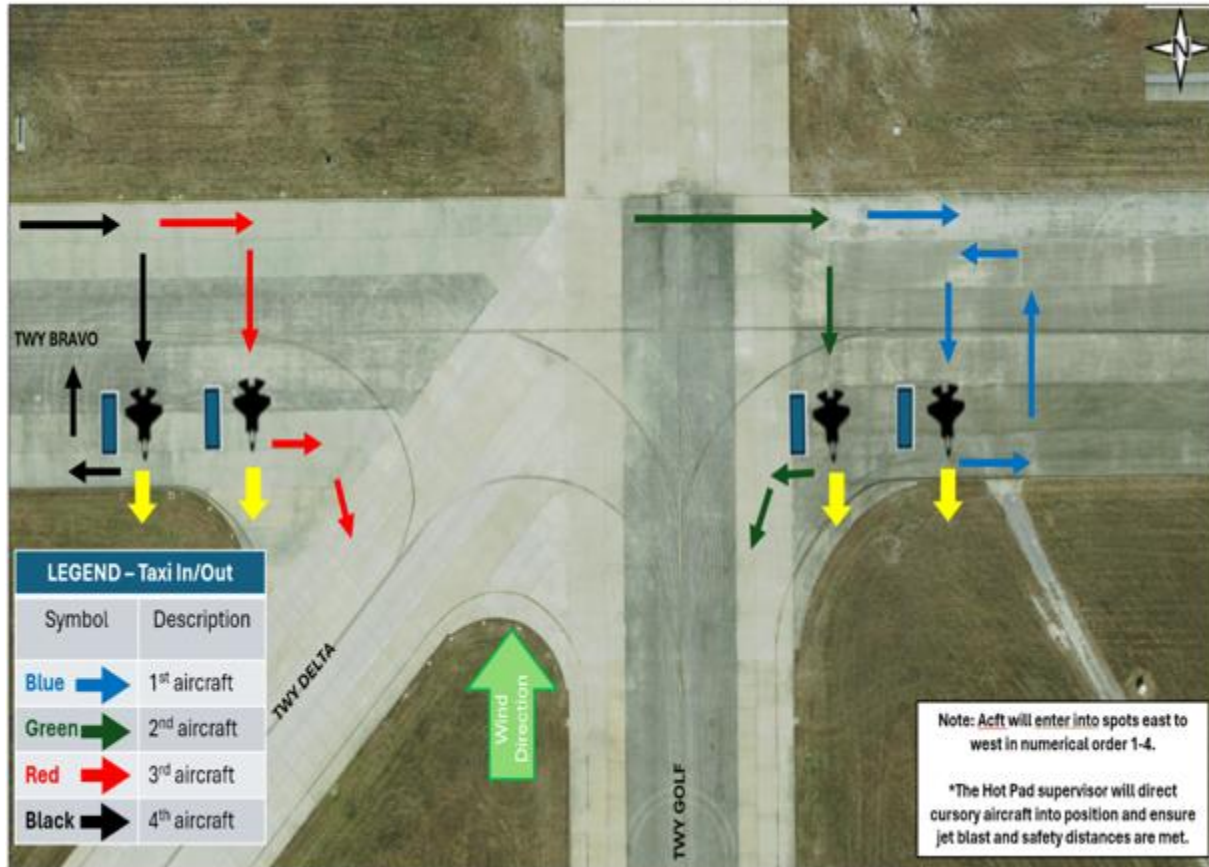 N
TWY BRAVO
LEGEND – Taxi In/Out
Symbol Description
Blue 1st aircraft
Green 2nd aircraft
Red 3rd aircraft
Black 4th aircraft
TWY DELTA
Wind
Direction
TWY GOLF
Note: Acft will enter into spots east to
west in numerical order 1-4.
*The Hot Pad supervisor will direct
cursory aircraft into position and ensure
jet blast and safety distances are met.